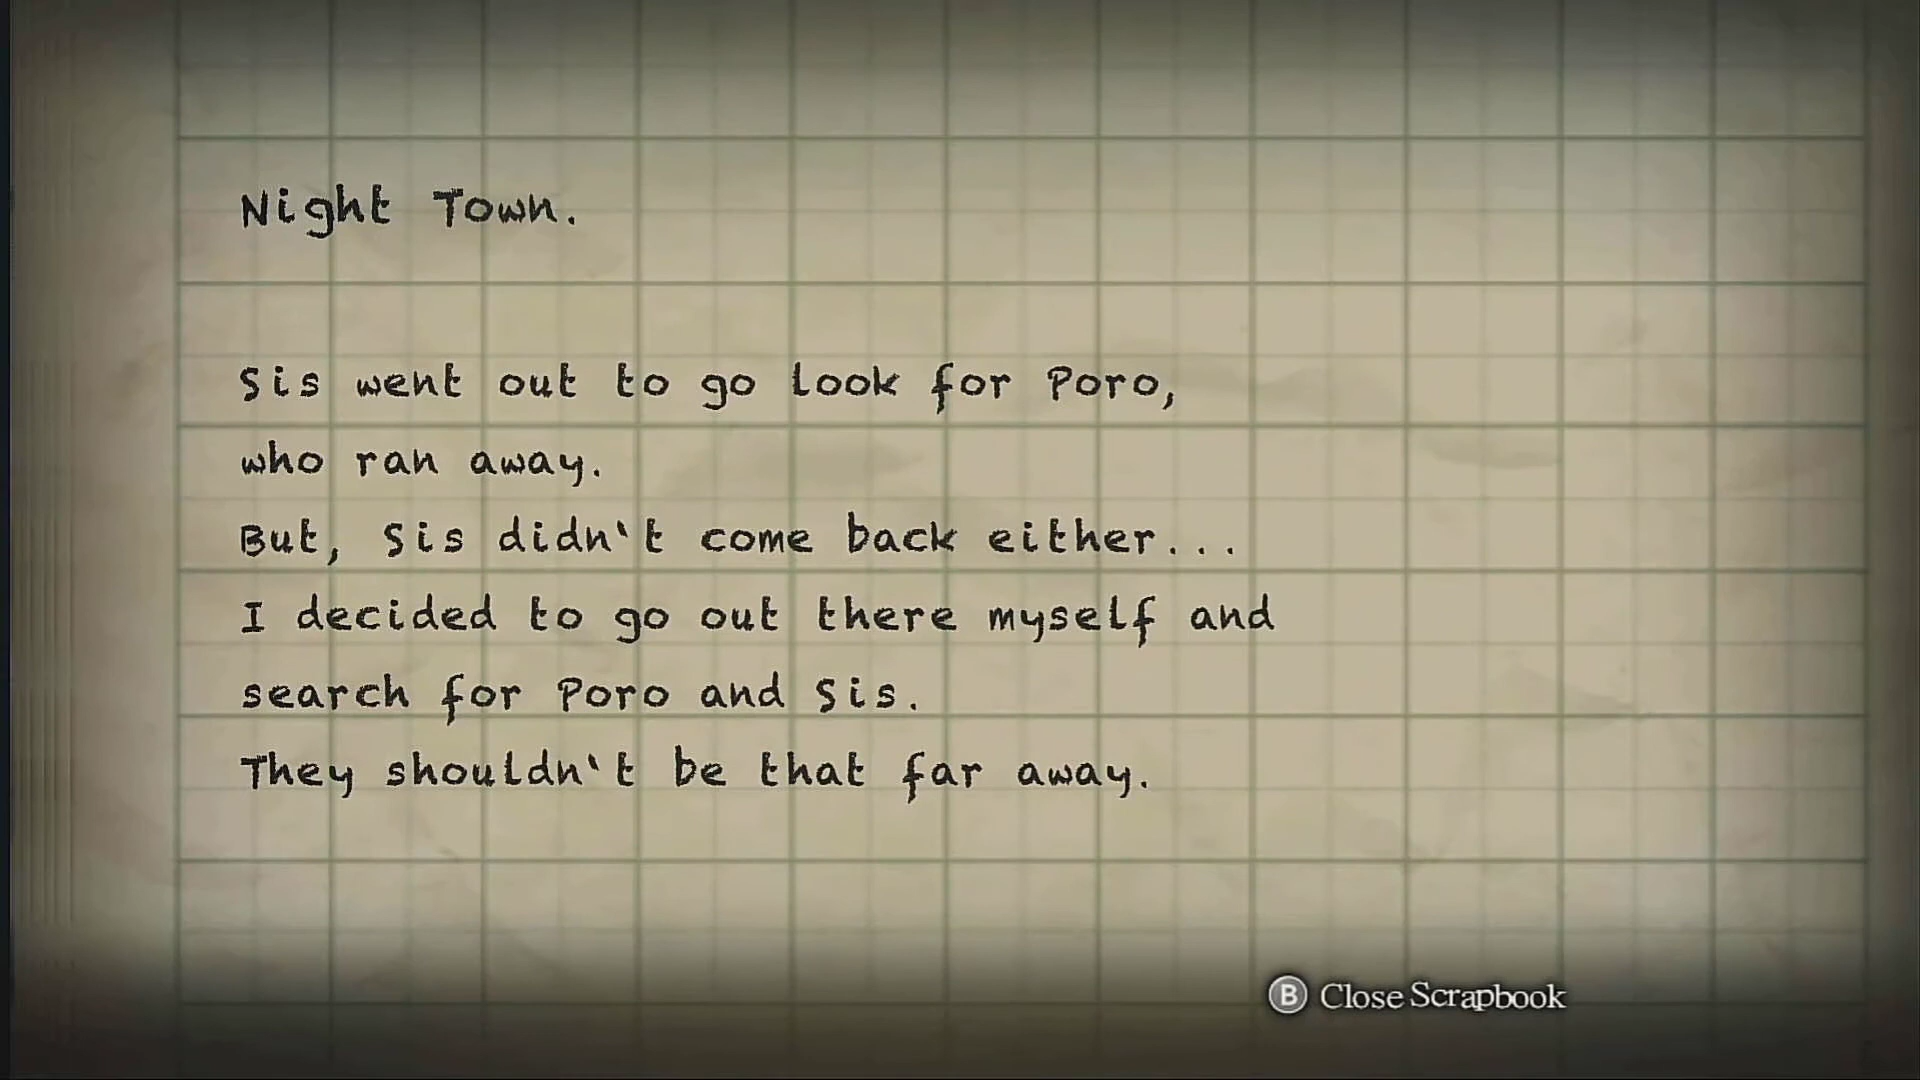 Night Town.
Sis went out to go look for Poro,
who ran away.
But, Sis didn't come back either...
I decided to go out there myself and
search for Poro and Sis.
They shouldn't be that far away.
B Close Scrapbook